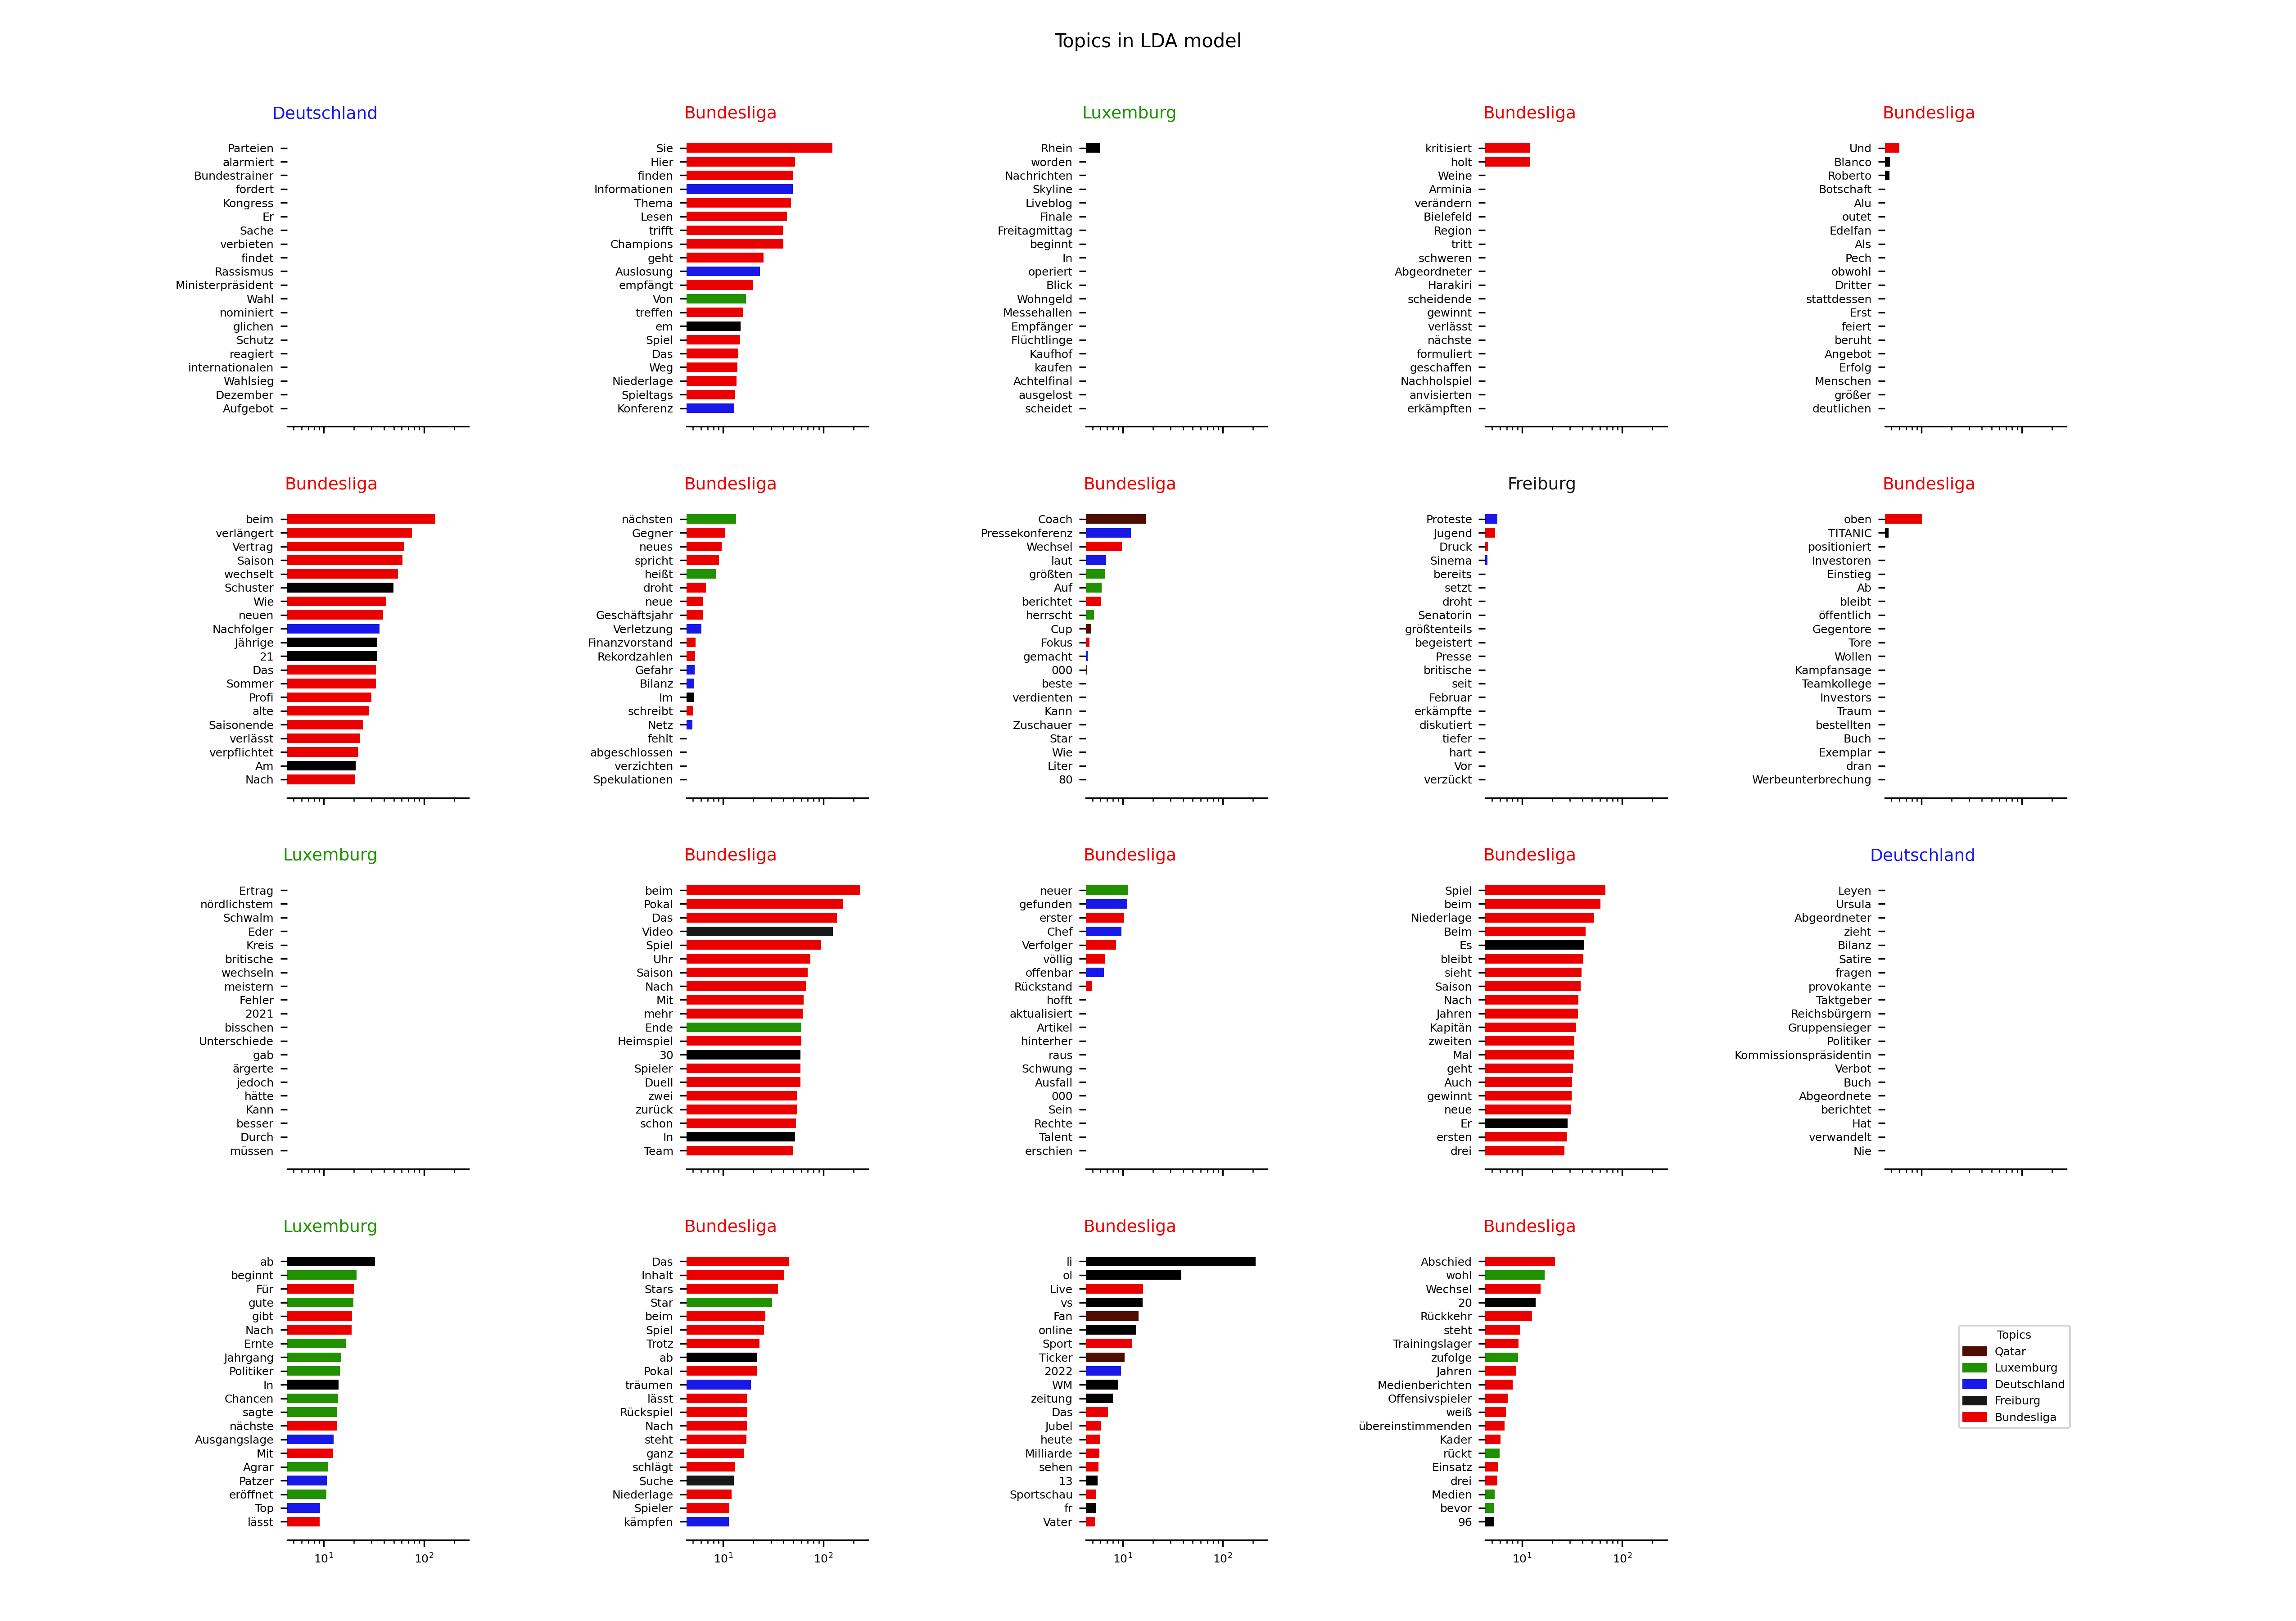 Topics in LDA model
Deutschland
Parteien
alarmiert
Bundestrainer
fordert
Kongress
Er
Sache
verbieten
findet
Rassismus
Ministerpräsident
Wahl
nominiert
glichen
Schutz
reagiert
internationalen
Wahlsieg
Dezember
Aufgebot
Bundesliga
Sie
Hier
finden
Informationen
Thema
Lesen
trifft
Champions
geht
Auslosung
empfängt
Von
treffen
em
Spiel
Das
Weg
Niederlage
Spieltags
Konferenz
Luxemburg
Rhein
worden
Nachrichten
Skyline
Liveblog
Finale
Freitagmittag
beginnt
In
operiert
Blick
Wohngeld
Messehallen
Empfänger
Flüchtlinge
Kaufhof
kaufen
Achtelfinal
ausgelost
scheidet
Bundesliga
kritisiert
holt
Weine
Arminia
verändern
Bielefeld
Region
tritt
schweren
Abgeordneter
Harakiri
scheidende
gewinnt
verlässt
nächste
formuliert
geschaffen
Nachholspiel
anvisierten
erkämpften
Bundesliga
Und
Blanco
Roberto
Botschaft
Alu
outet
Edelfan
Als
Pech
obwohl
Dritter
stattdessen
Erst
feiert
beruht
Angebot
Erfolg
Menschen
größer
deutlichen
Bundesliga
beim
verlängert
Vertrag
Saison
wechselt
Schuster
Wie
neuen
Nachfolger
Jährige
21
Das
Sommer
Profi
alte
Saisonende
verlässt
verpflichtet
Am
Nach
Bundesliga
nächsten
Gegner
neues
spricht
heißt
droht
neue
Geschäftsjahr
Verletzung
Finanzvorstand
Rekordzahlen
Gefahr
Bilanz
Im
schreibt
Netz
fehlt
abgeschlossen
verzichten
Spekulationen
Bundesliga
Coach
Pressekonferenz
Wechsel
laut
größten
Auf
berichtet
herrscht
Cup
Fokus
gemacht
000
beste
verdienten
Kann
Zuschauer
Star
Wie
Liter
80
Freiburg
Proteste
Jugend
Druck
Sinema
bereits
setzt
droht
Senatorin
größtenteils
begeistert
Presse
britische
seit
Februar
erkämpfte
diskutiert
tiefer
hart
Vor
verzückt
Bundesliga
oben
TITANIC
positioniert
Investoren
Einstieg
Ab
bleibt
öffentlich
Gegentore
Tore
Wollen
Kampfansage
Teamkollege
Investors
Traum
bestellten
Buch
Exemplar
dran
Werbeunterbrechung
Luxemburg
Ertrag
nördlichstem
Schwalm
Eder
Kreis
britische
wechseln
meistern
Fehler
2021
bisschen
Unterschiede
gab
ärgerte
jedoch
hätte
Kann
besser
Durch
müssen
Bundesliga
beim
Pokal
Das
Video
Spiel
Uhr
Saison
Nach
Mit
mehr
Ende
Heimspiel
30
Spieler
Duell
zwei
zurück
schon
In
Team
Bundesliga
neuer
gefunden
erster
Chef
Verfolger
völlig
offenbar
Rückstand
hofft
aktualisiert
Artikel
hinterher
raus
Schwung
Ausfall
000
Sein
Rechte
Talent
erschien
Bundesliga
Spiel
beim
Niederlage
Beim
Es
bleibt
sieht
Saison
Nach
Jahren
Kapitän
zweiten
Mal
geht
Auch
gewinnt
neue
Er
ersten
drei
Deutschland
Leyen
Ursula
Abgeordneter
zieht
Bilanz
Satire
fragen
provokante
Taktgeber
Reichsbürgern
Gruppensieger
Politiker
Kommissionspräsidentin
Verbot
Buch
Abgeordnete
berichtet
Hat
verwandelt
Nie
Luxemburg
ab
beginnt
Für
gute
gibt
Nach
Ernte
Jahrgang
Politiker
In
Chancen
sagte
nächste
Ausgangslage
Mit
Agrar
Patzer
eröffnet
Top
lässt
10¹ 10²
Bundesliga
Das
Inhalt
Stars
Star
beim
Spiel
Trotz
ab
Pokal
träumen
lässt
Rückspiel
Nach
steht
ganz
schlägt
Suche
Niederlage
Spieler
kämpfen
10¹ 10²
Bundesliga
li
ol
Live
vs
Fan
online
Sport
Ticker
2022
WM
zeitung
Das
Jubel
heute
Milliarde
sehen
13
Sportschau
fr
Vater
10¹ 10²
Bundesliga
Abschied
wohl
Wechsel
20
Rückkehr
steht
Trainingslager
zufolge
Jahren
Medienberichten
Offensivspieler
weiß
übereinstimmenden
Kader
rückt
Einsatz
drei
Medien
bevor
96
10¹ 10²
Topics
Qatar
Luxemburg
Deutschland
Freiburg
Bundesliga